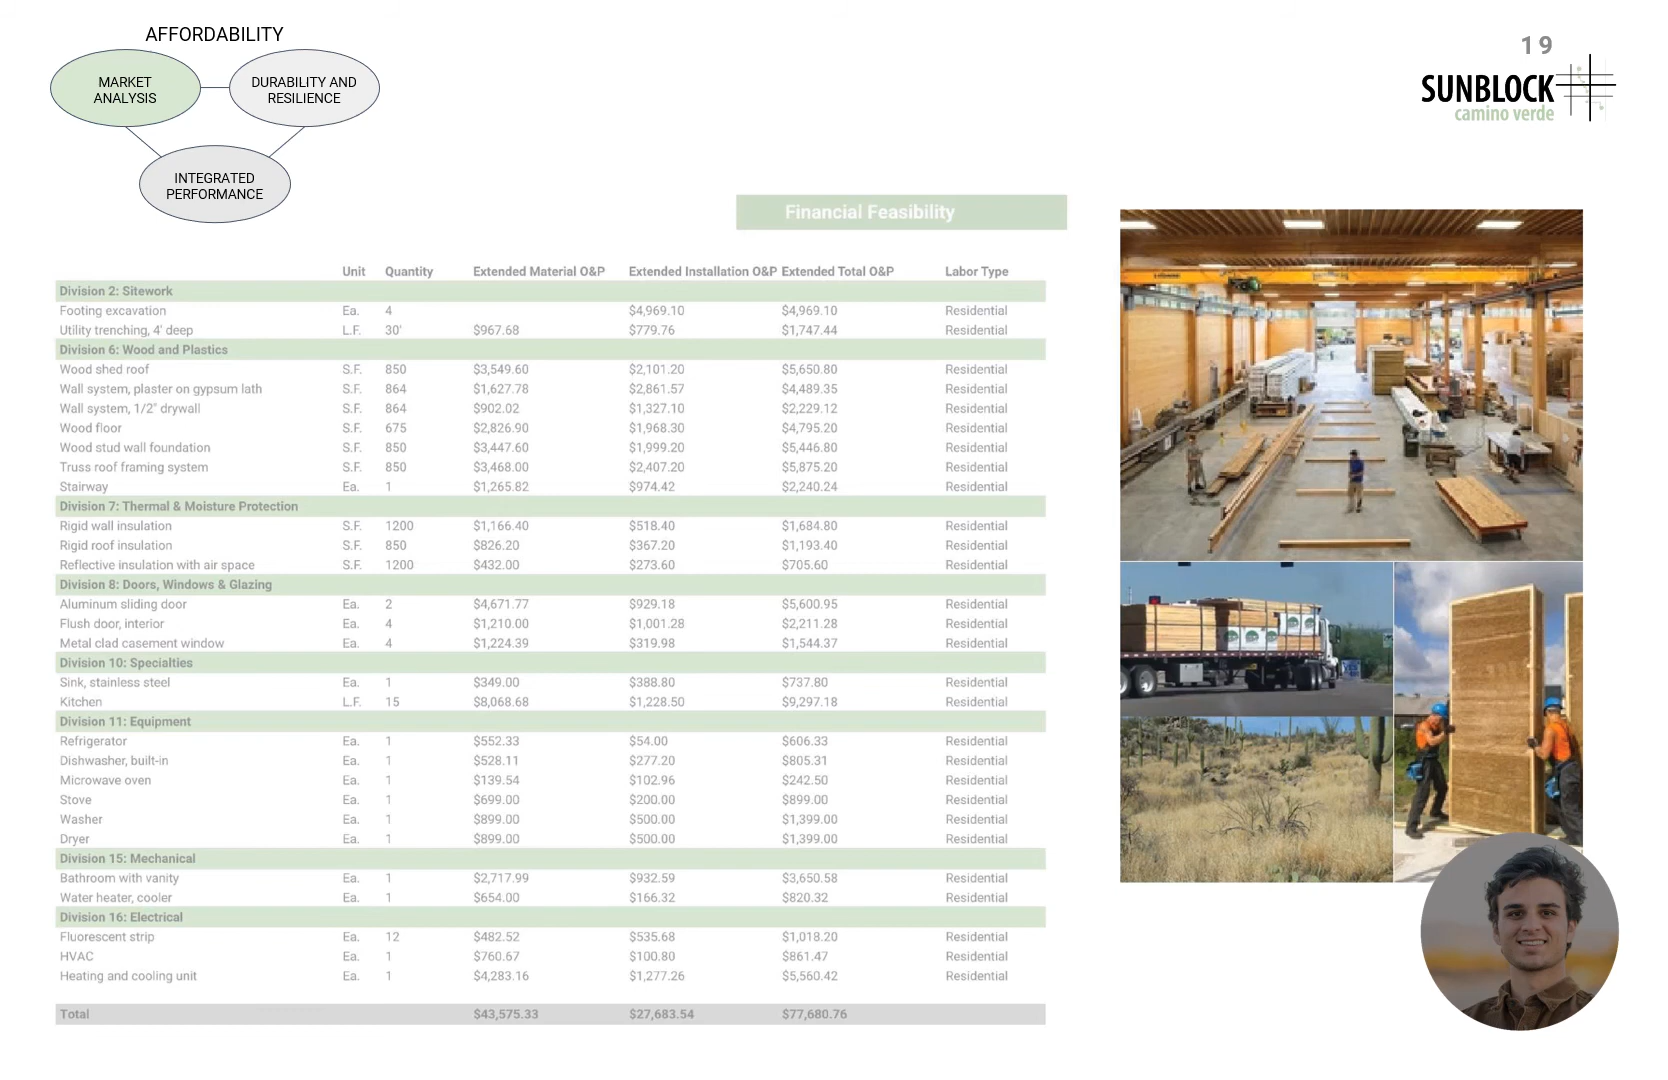 AFFORDABILITY
MARKET
ANALYSIS
DURABILITY AND
RESILIENCE
INTEGRATED
PERFORMANCE
19
SUNBLOCK
camino verde
Financial Feasibility
Unit Quantity Extended Material O&P Extended Installation O&P Extended Total O&P Labor Type
Division 2: Sitework
Footing excavation Ea. 4 $4,969.10 $4,969.10 Residential
Utility trenching, 4' deep L.F. 30' $967.68 $779.76 $1,747.44 Residential
Division 6: Wood and Plastics
Wood shed roof S.F. 850 $3,549.60 $2,101.20 $5,650.80 Residential
Wall system, plaster on gypsum lath S.F. 864 $1,627.78 $2,861.57 $4,489.35 Residential
Wall system, 1/2" drywall S.F. 864 $902.02 $1,327.10 $2,229.12 Residential
Wood floor S.F. 675 $2,826.90 $1,968.30 $4,795.20 Residential
Wood stud wall foundation S.F. 850 $3,447.60 $1,999.20 $5,446.80 Residential
Truss roof framing system S.F. 850 $3,468.00 $2,407.20 $5,875.20 Residential
Stairway Ea. 1 $1,265.82 $974.42 $2,240.24 Residential
Division 7: Thermal & Moisture Protection
Rigid wall insulation S.F. 1200 $1,166.40 $518.40 $1,684.80 Residential
Rigid roof insulation S.F. 850 $826.20 $367.20 $1,193.40 Residential
Reflective insulation with air space S.F. 1200 $432.00 $273.60 $705.60 Residential
Division 8: Doors, Windows & Glazing
Aluminum sliding door Ea. 2 $4,671.77 $929.18 $5,600.95 Residential
Flush door, interior Ea. 4 $1,210.00 $1,001.28 $2,211.28 Residential
Metal clad casement window Ea. 4 $1,224.39 $319.98 $1,544.37 Residential
Division 10: Specialties
Sink, stainless steel Ea. 1 $349.00 $388.80 $737.80 Residential
Kitchen L.F. 15 $8,068.68 $1,228.50 $9,297.18 Residential
Division 11: Equipment
Refrigerator Ea. 1 $552.33 $54.00 $606.33 Residential
Dishwasher, built-in Ea. 1 $528.11 $277.20 $805.31 Residential
Microwave oven Ea. 1 $139.54 $102.96 $242.50 Residential
Stove Ea. 1 $699.00 $200.00 $899.00 Residential
Washer Ea. 1 $899.00 $500.00 $1,399.00 Residential
Dryer Ea. 1 $899.00 $500.00 $1,399.00 Residential
Division 15: Mechanical
Bathroom with vanity Ea. 1 $2,717.99 $932.59 $3,650.58 Residential
Water heater, cooler Ea. 1 $654.00 $166.32 $820.32 Residential
Division 16: Electrical
Fluorescent strip Ea. 12 $482.52 $535.68 $1,018.20 Residential
HVAC Ea. 1 $760.67 $100.80 $861.47 Residential
Heating and cooling unit Ea. 1 $4,283.16 $1,277.26 $5,560.42 Residential
Total $43,575.33 $27,683.54 $77,680.76